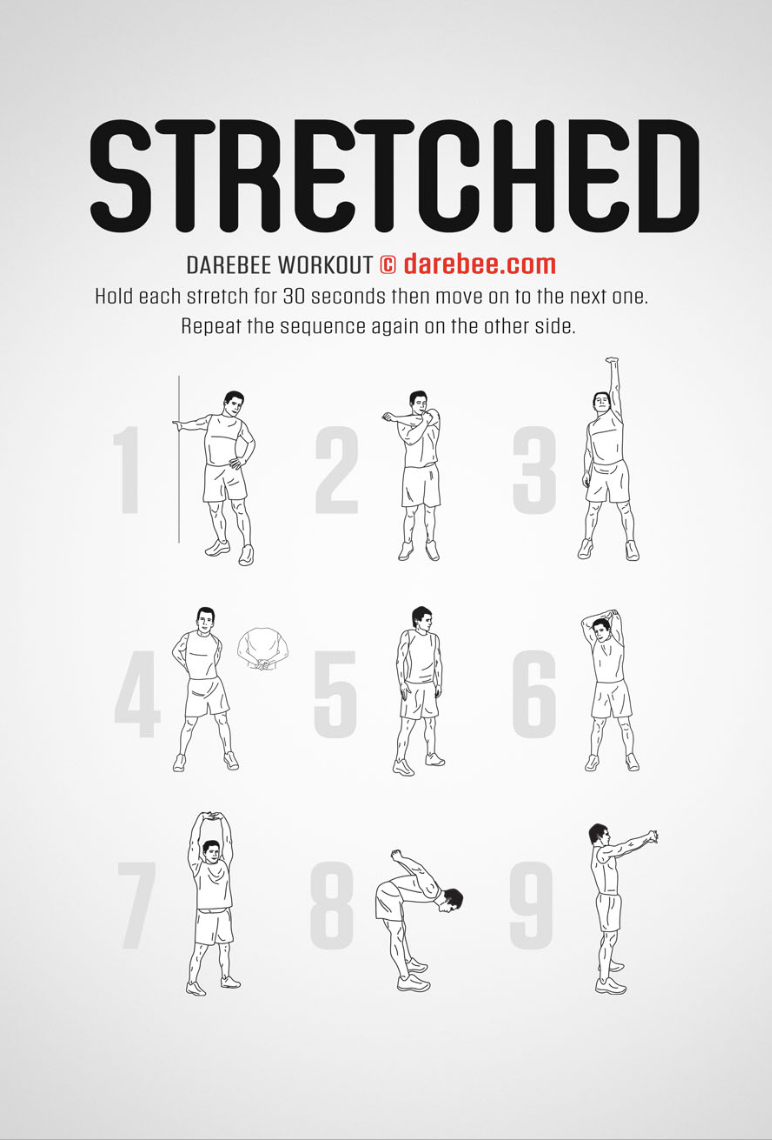 STRETCHED
DAREBEE WORKOUT © darebee.com
Hold each stretch for 30 seconds then move on to the next one.
Repeat the sequence again on the other side.
1 2 3
4 5 6
7 8 9